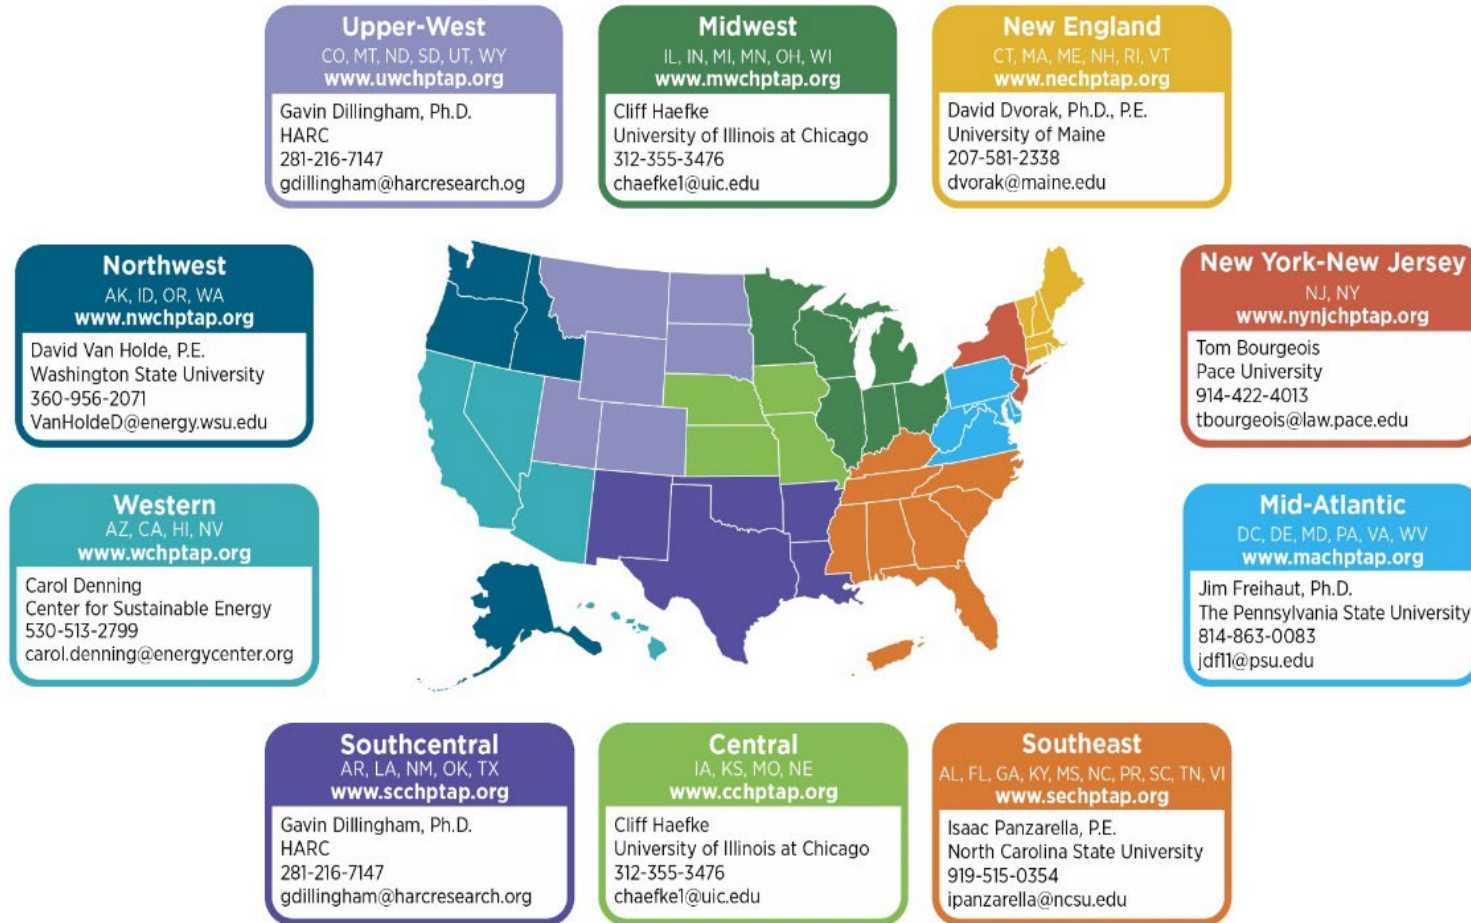 Upper-West
CO, MT, ND, SD, UT, WY
www.uwchptap.org
Gavin Dillingham, Ph.D.
HARC
281-216-7147
gdillingham@harcresearch.og
Midwest
IL, IN, MI, MN, OH, WI
www.mwchptap.org
Cliff Haefke
University of Illinois at Chicago
312-355-3476
chaefke1@uic.edu
New England
CT, MA, ME, NH, RI, VT
www.nechptap.org
David Dvorak, Ph.D., P.E.
University of Maine
207-581-2338
dvorak@maine.edu
Northwest
AK, ID, OR, WA
www.nwchptap.org
David Van Holde, P.E.
Washington State University
360-956-2071
VanHoldeD@energy.wsu.edu
New York-New Jersey
NJ, NY
www.nynjchptap.org
Tom Bourgeois
Pace University
914-422-4013
tbourgeois@law.pace.edu
Western
AZ, CA, HI, NV
www.wchptap.org
Carol Denning
Center for Sustainable Energy
530-513-2799
carol.denning@energycenter.org
Mid-Atlantic
DC, DE, MD, PA, VA, WV
www.machptap.org
Jim Freihaut, Ph.D.
The Pennsylvania State University
814-863-0083
jdf11@psu.edu
Southcentral
AR, LA, NM, OK, TX
www.scchptap.org
Gavin Dillingham, Ph.D.
HARC
281-216-7147
gdillingham@harcresearch.org
Central
IA, KS, MO, NE
www.cchptap.org
Cliff Haefke
University of Illinois at Chicago
312-355-3476
chaefke1@uic.edu
Southeast
AL, FL, GA, KY, MS, NC, PR, SC, TN, VI
www.sechptap.org
Isaac Panzarella, P.E.
North Carolina State University
919-515-0354
ipanzarella@ncsu.edu